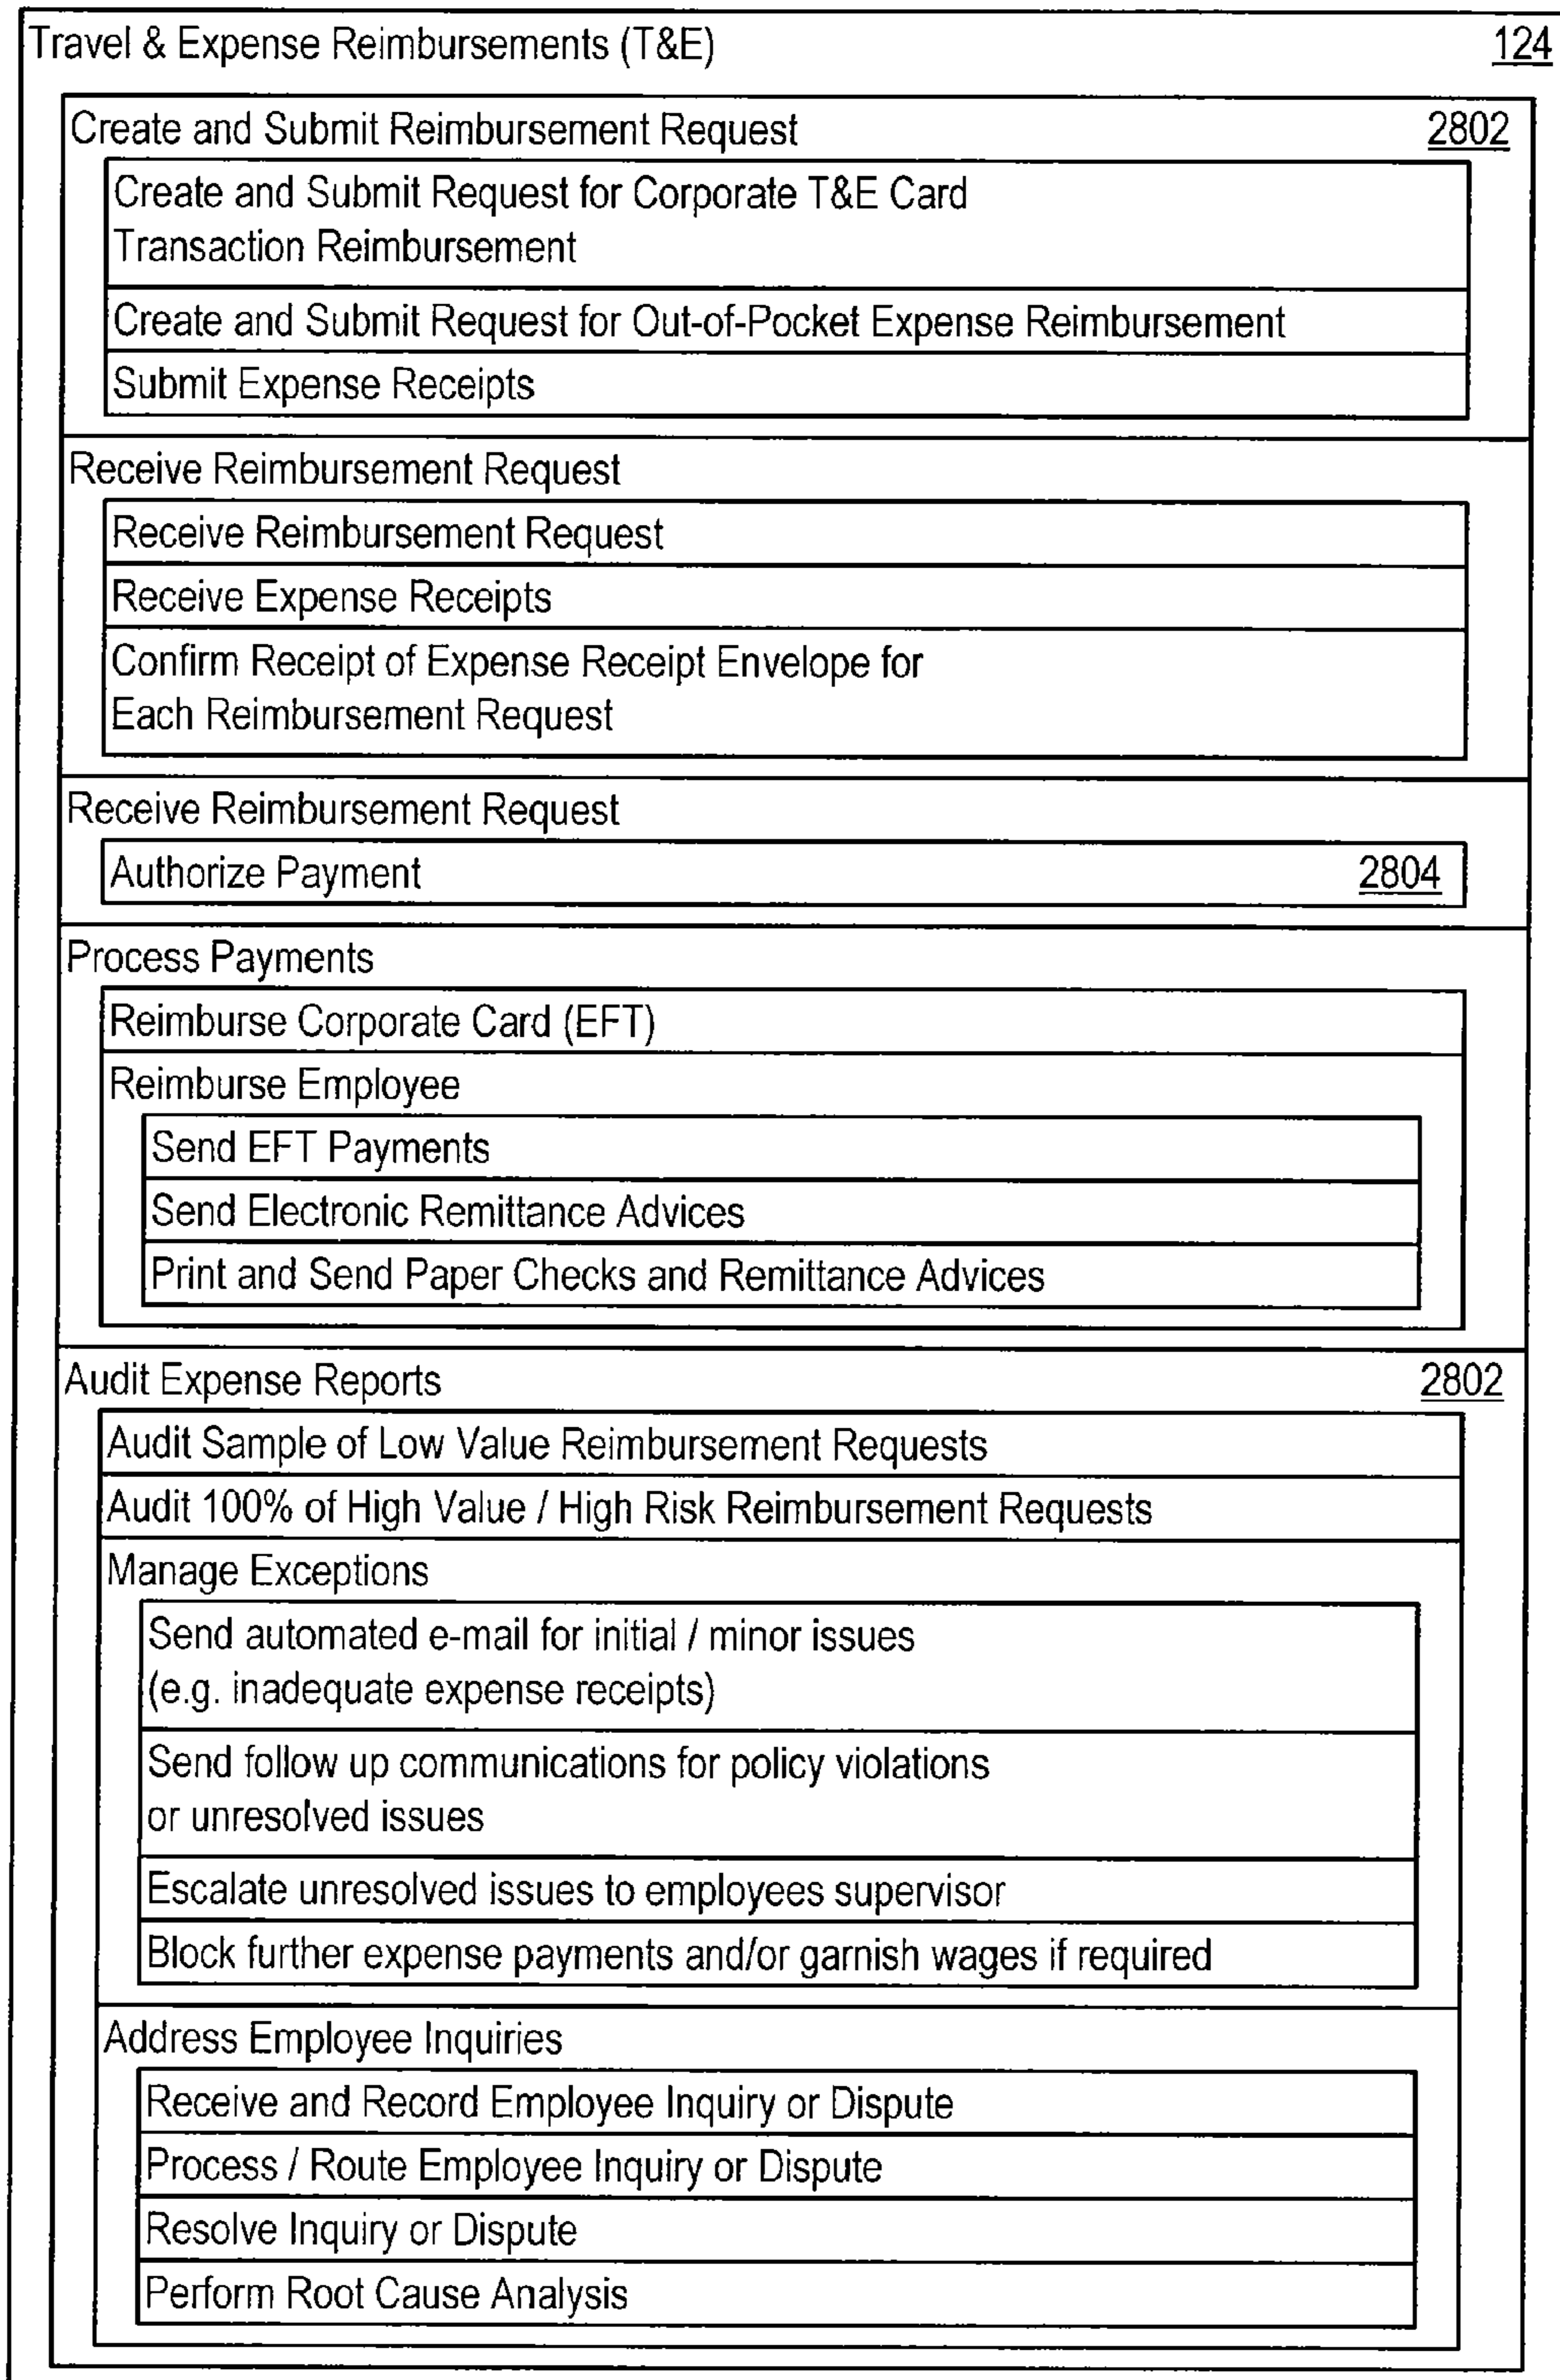 Travel & Expense Reimbursements (T&E) 124
Create and Submit Reimbursement Request 2802
Create and Submit Request for Corporate T&E Card
Transaction Reimbursement
Create and Submit Request for Out-of-Pocket Expense Reimbursement
Submit Expense Receipts
Receive Reimbursement Request
Receive Reimbursement Request
Receive Expense Receipts
Confirm Receipt of Expense Receipt Envelope for
Each Reimbursement Request
Receive Reimbursement Request
Authorize Payment 2804
Process Payments
Reimburse Corporate Card (EFT)
Reimburse Employee
Send EFT Payments
Send Electronic Remittance Advices
Print and Send Paper Checks and Remittance Advices
Audit Expense Reports 2802
Audit Sample of Low Value Reimbursement Requests
Audit 100% of High Value / High Risk Reimbursement Requests
Manage Exceptions
Send automated e-mail for initial / minor issues
(e.g. inadequate expense receipts)
Send follow up communications for policy violations
or unresolved issues
Escalate unresolved issues to employees supervisor
Block further expense payments and/or garnish wages if required
Address Employee Inquiries
Receive and Record Employee Inquiry or Dispute
Process / Route Employee Inquiry or Dispute
Resolve Inquiry or Dispute
Perform Root Cause Analysis